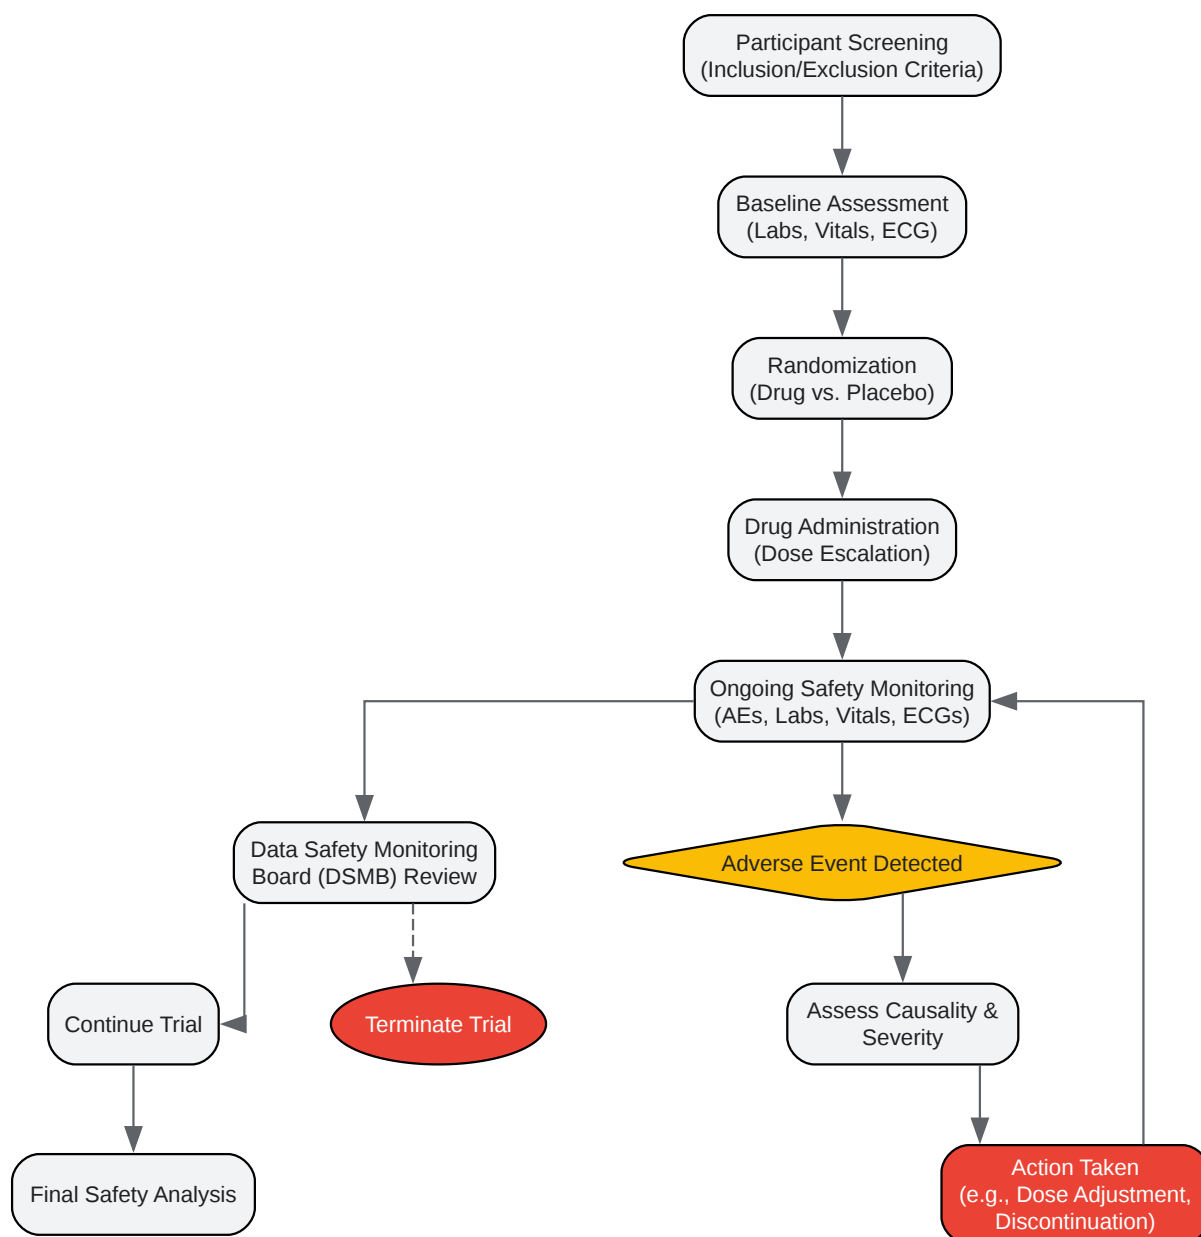 Participant Screening
(Inclusion/Exclusion Criteria)
Baseline Assessment
(Labs, Vitals, ECG)
Randomization
(Drug vs. Placebo)
Drug Administration
(Dose Escalation)
Ongoing Safety Monitoring
(AEs, Labs, Vitals, ECGs)
Data Safety Monitoring
Board (DSMB) Review
Adverse Event Detected
Continue Trial
Terminate Trial
Assess Causality &
Severity
Final Safety Analysis
Action Taken
(e.g., Dose Adjustment,
Discontinuation)